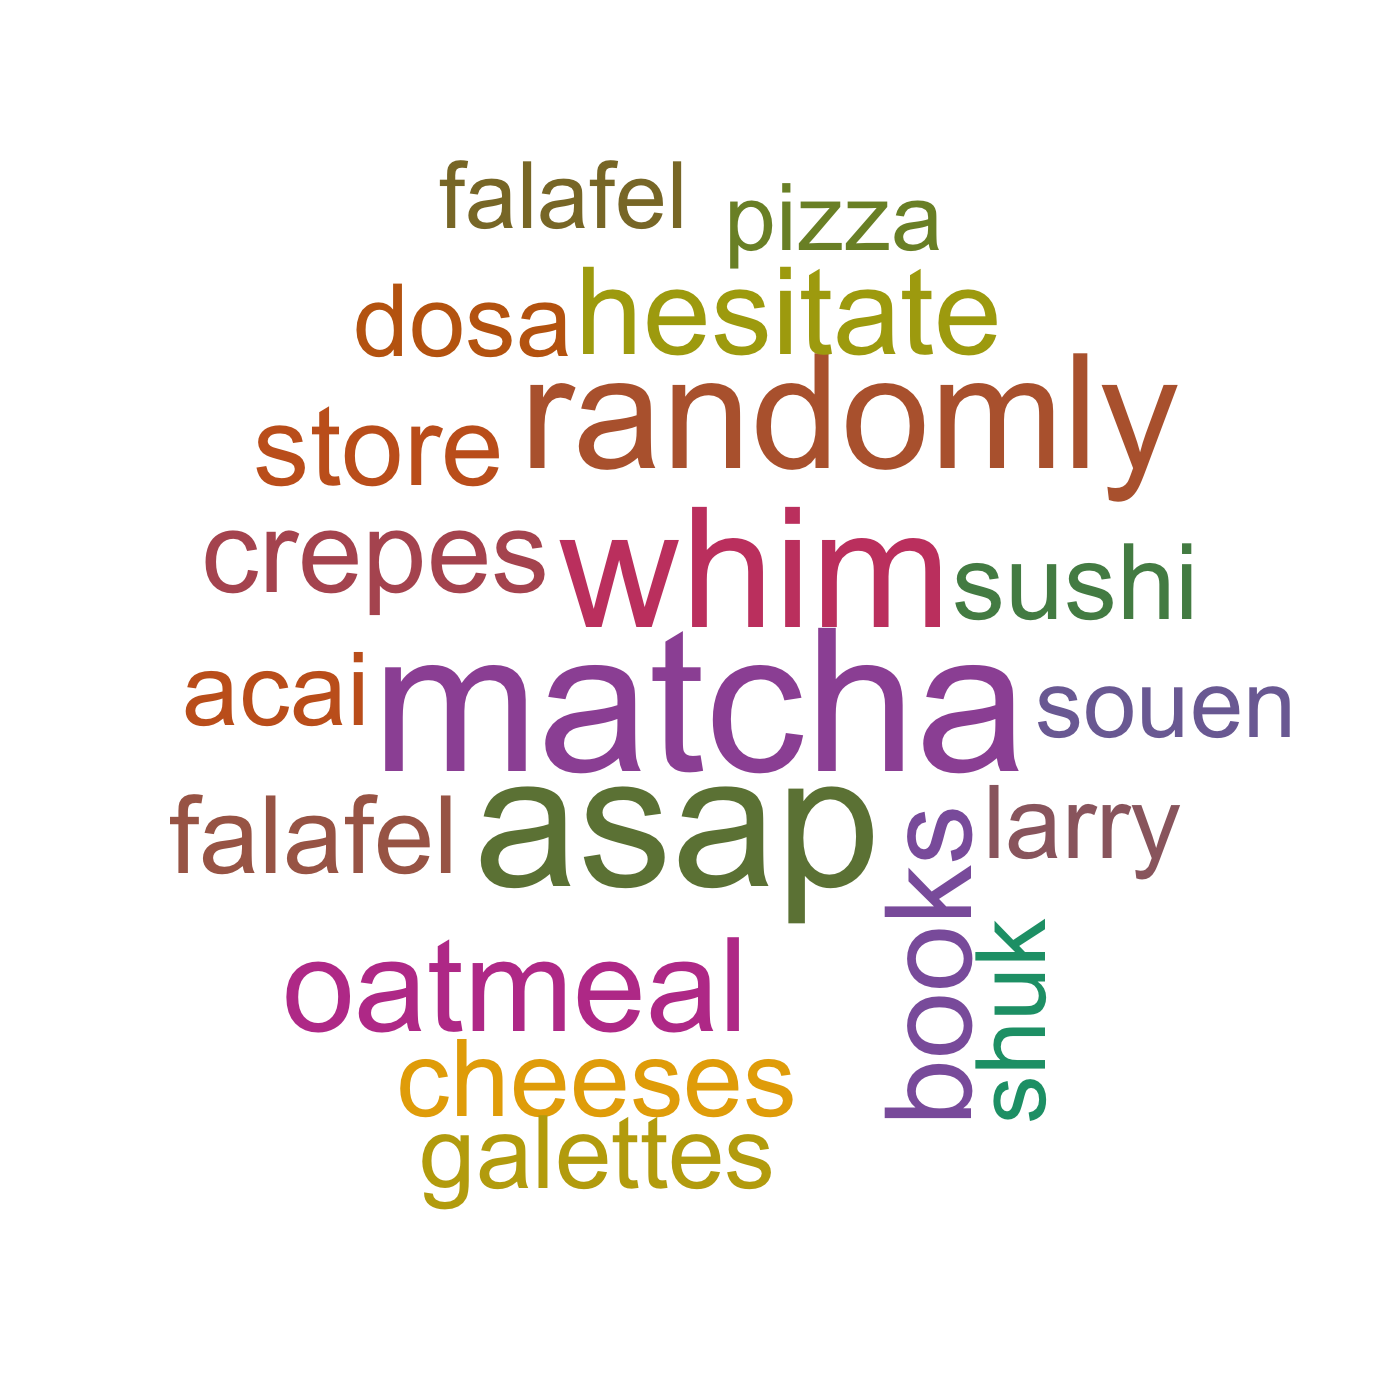 falafel
pizza
dosa
hesitate
randomly
store
crepes
whim
sushi
acai
matcha
souen
falafel
asap
books
larry
shuk
oatmeal
cheeses
galettes